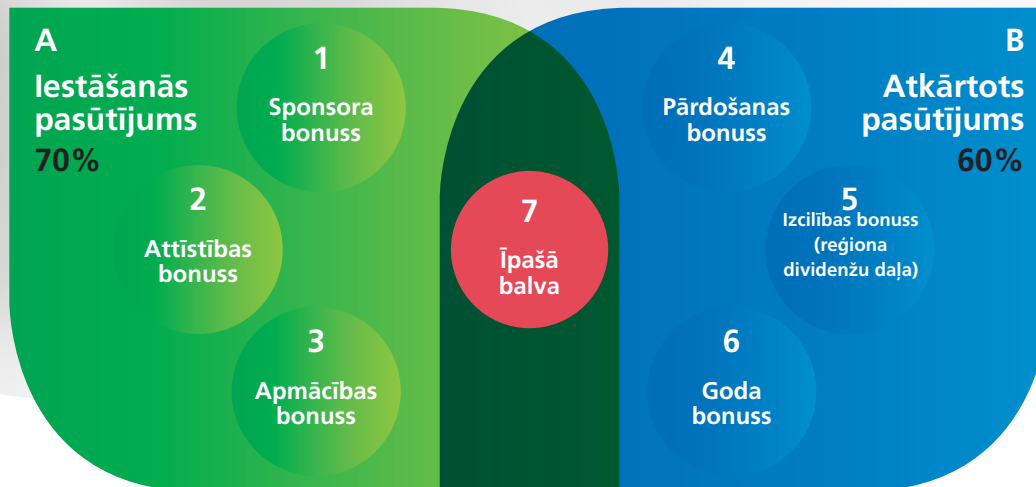 A
Iestāšanās
pasūtījums
70%
1
Sponsora
bonuss
2
Attīstības
bonuss
3
Apmācības
bonuss
7
Īpašā
balva
B
Atkārtots
pasūtījums
60%
4
Pārdošanas
bonuss
5
Izcilības bonuss
(reģiona
dividenžu daļa)
6
Goda
bonuss